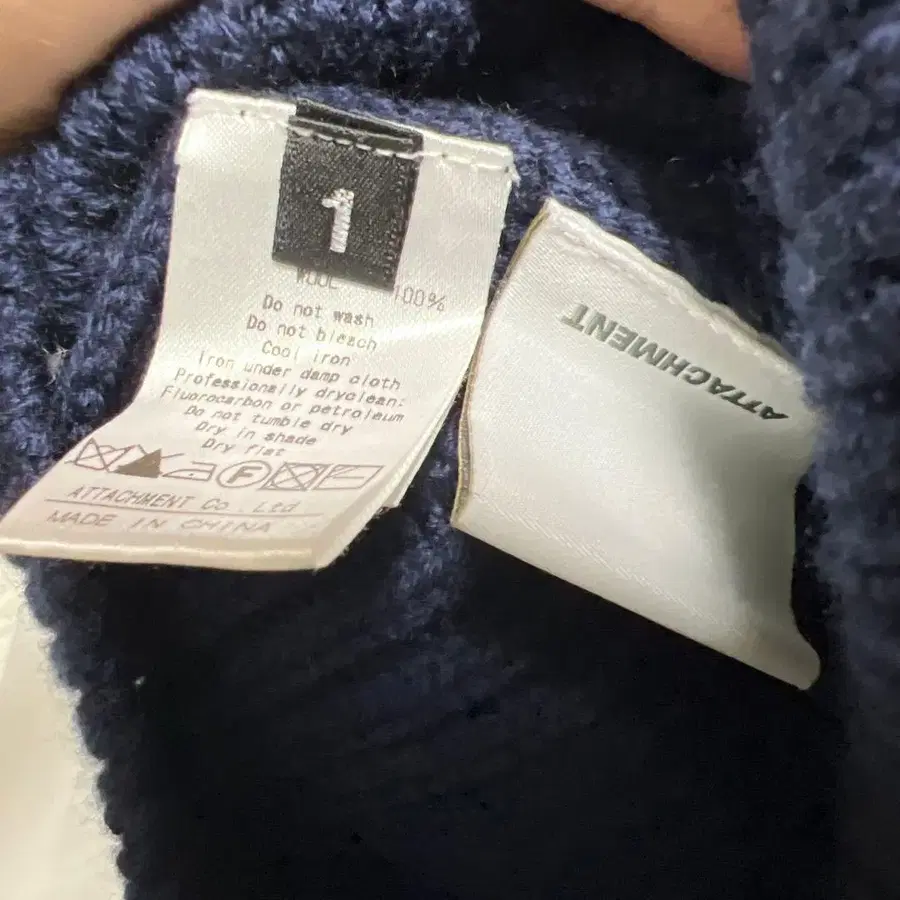 1
WOOL 100%
Do not wash
Do not bleach
Cool iron
Iron under damp cloth
Professionally dryclean:
Fluorocarbon or petroleum
Do not tumble dry
Dry in shade
Dry flat
F
ATTACHMENT Co.,Ltd
MADE IN CHINA
ATTACHMENT